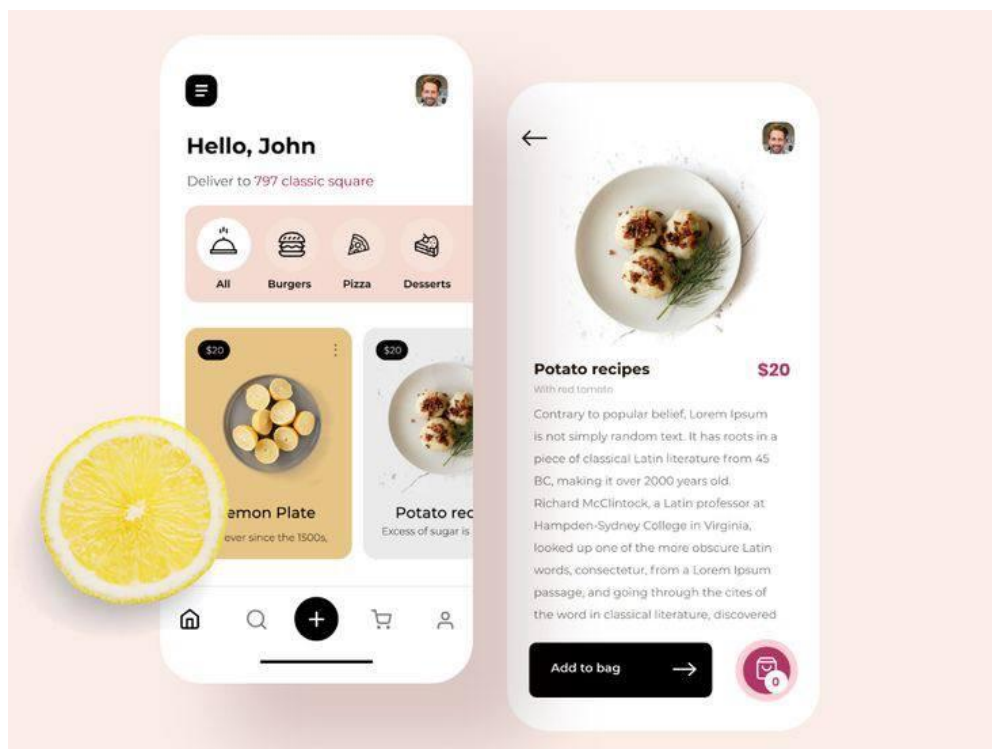 Hello, John
Deliver to 797 classic square
All
Burgers
Pizza
Desserts
$20
$20
emon Plate
ever since the 1500s,
Potato rec
Excess of sugar is
Potato recipes
$20
With red tomato
Contrary to popular belief, Lorem Ipsum
is not simply random text. It has roots in a
piece of classical Latin literature from 45
BC, making it over 2000 years old.
Richard McClintock, a Latin professor at
Hampden-Sydney College in Virginia,
looked up one of the more obscure Latin
words, consectetur, from a Lorem Ipsum
passage, and going through the cites of
the word in classical literature, discovered
Add to bag
0